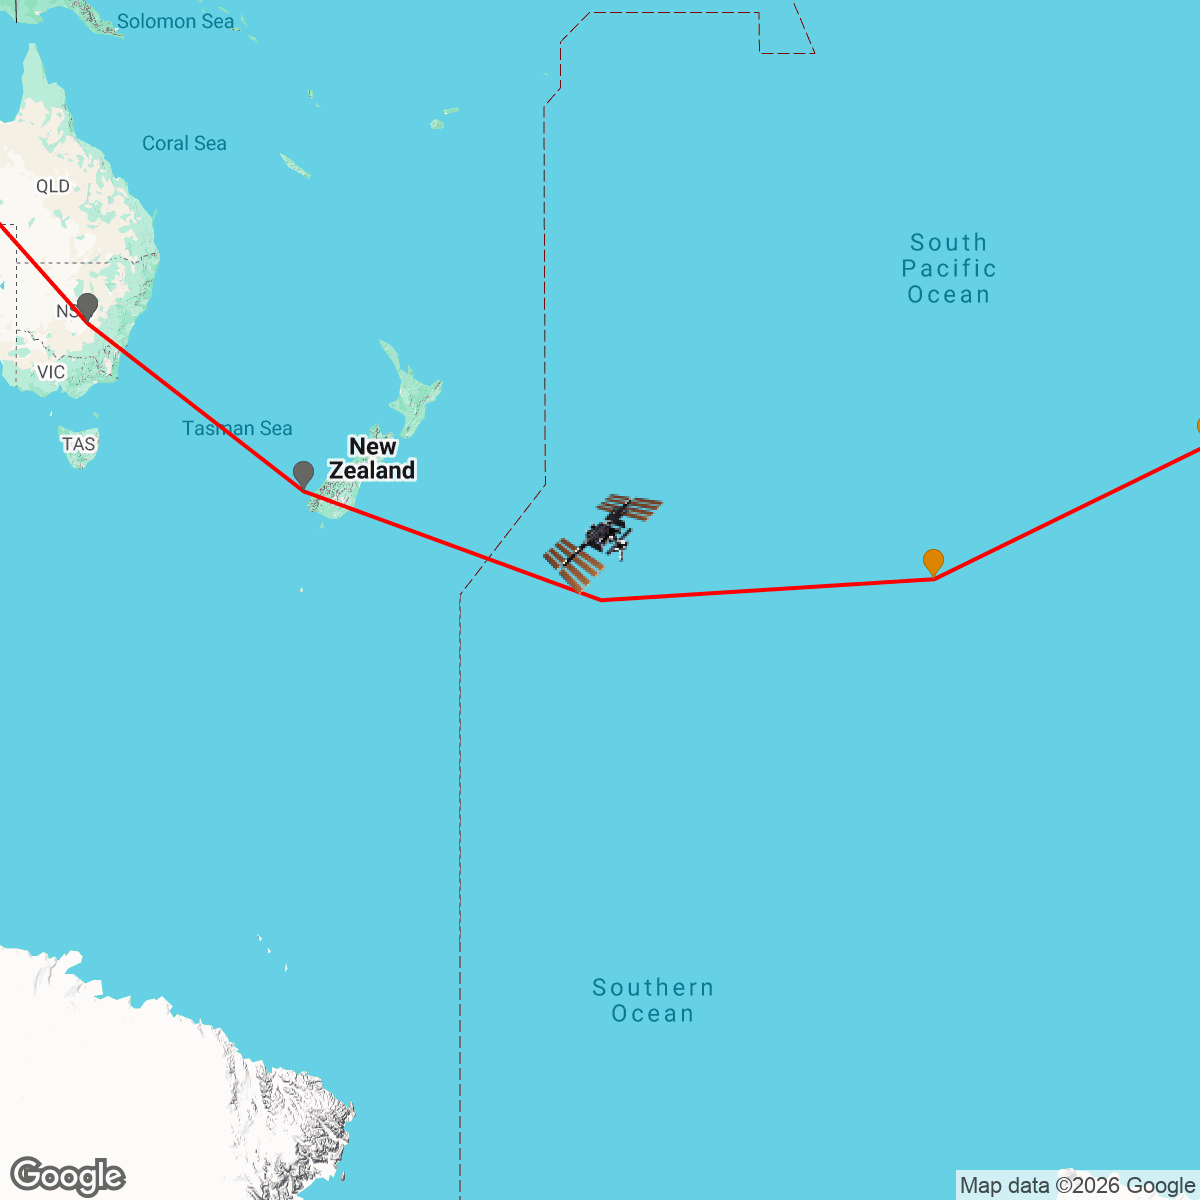 Solomon Sea
Coral Sea
QLD
South
Pacific
Ocean
NS
VIC
Tasman Sea
TAS
New
Zealand
Southern
Ocean
Google
Map data ©2026 Google